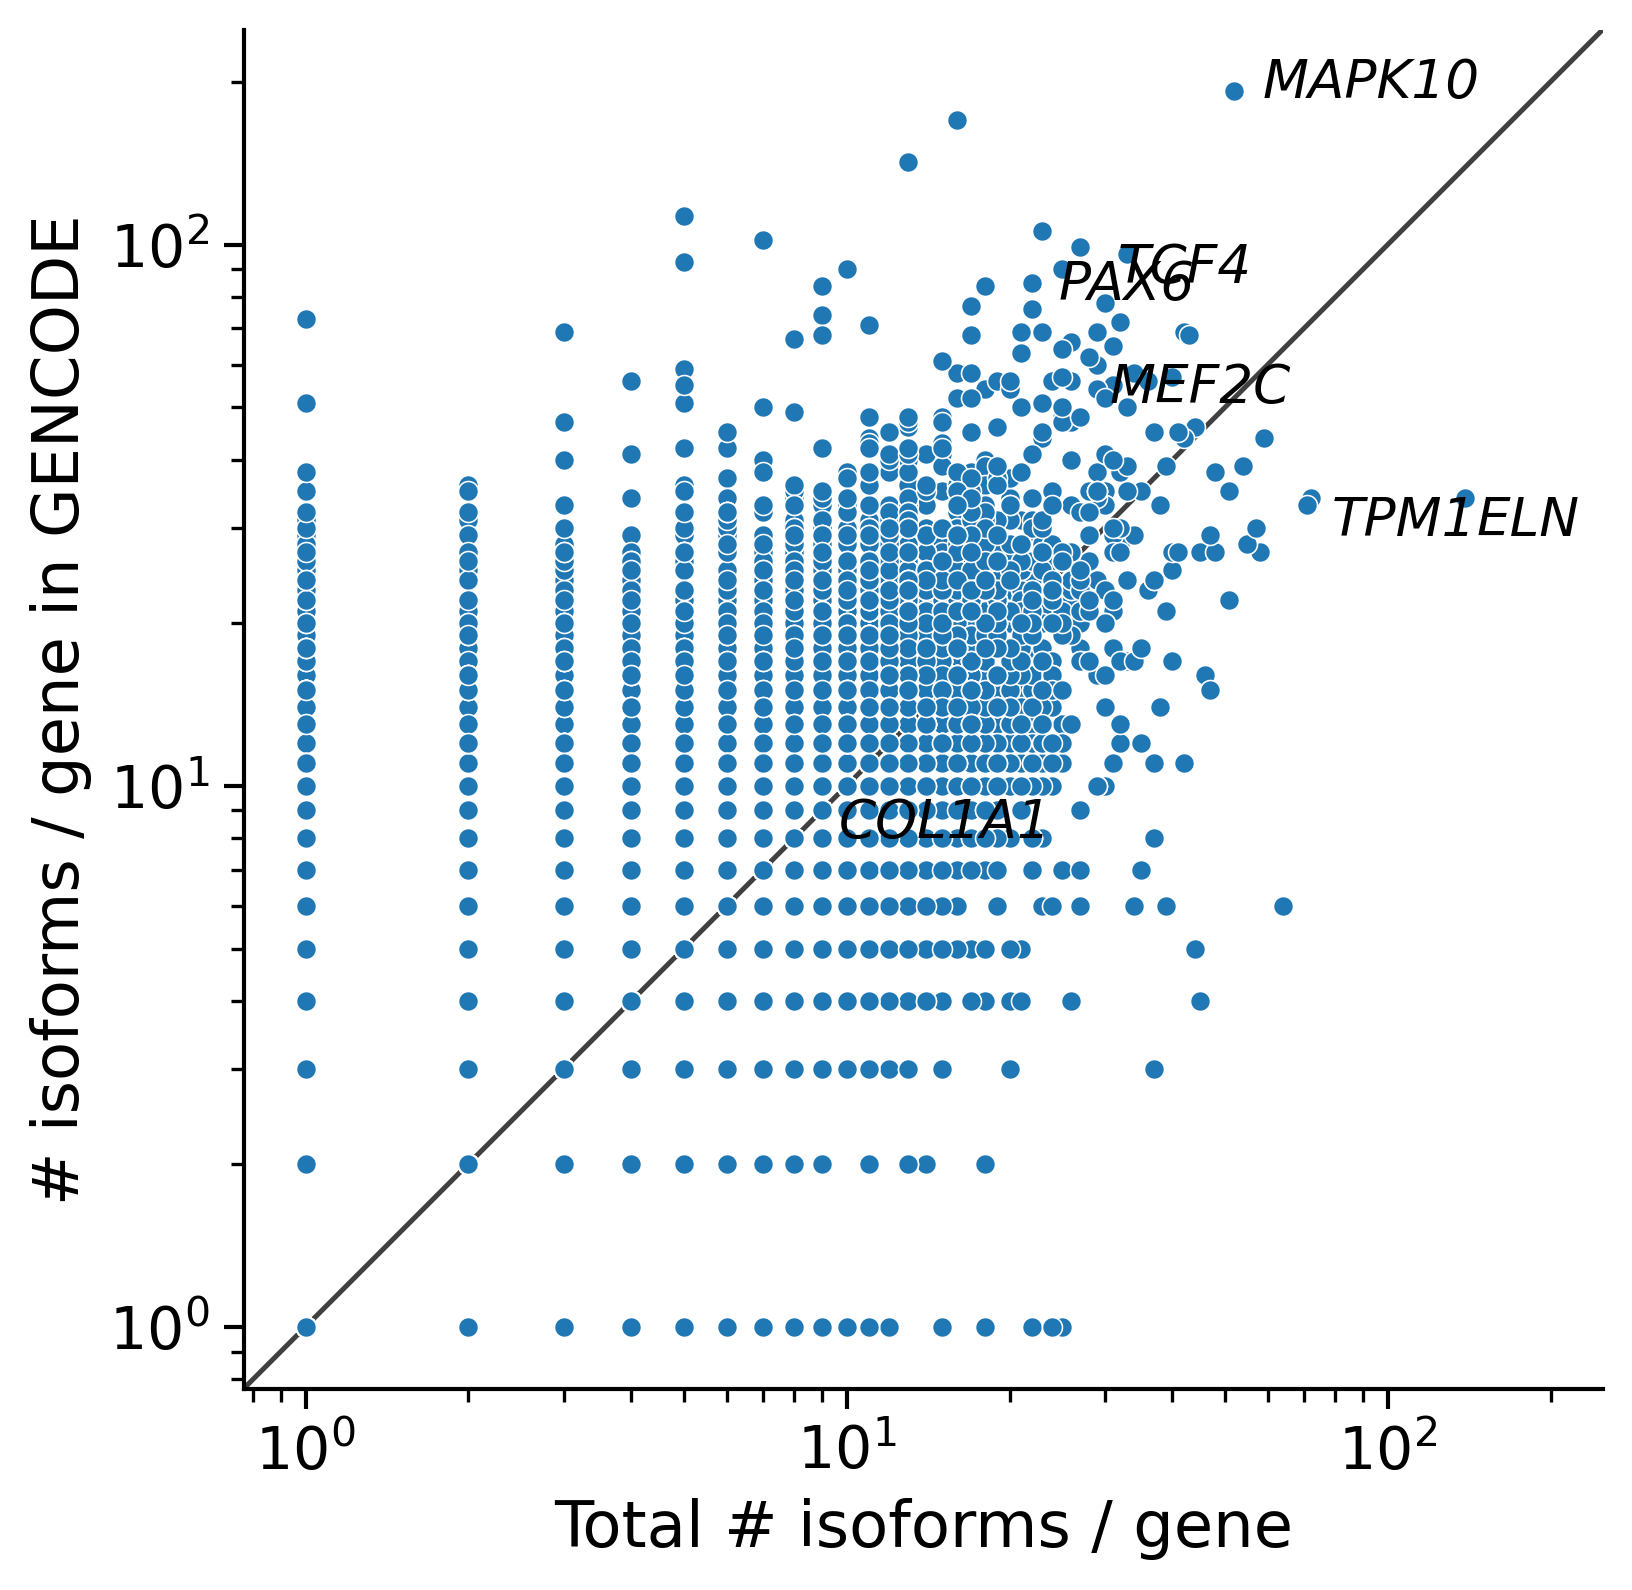 # isoforms / gene in GENCODE
10²
10¹
10⁰
MAPK10
TCF4
PAX6
MEF2C
TPM1ELN
COL1A1
10⁰ 10¹ 10²
Total # isoforms / gene